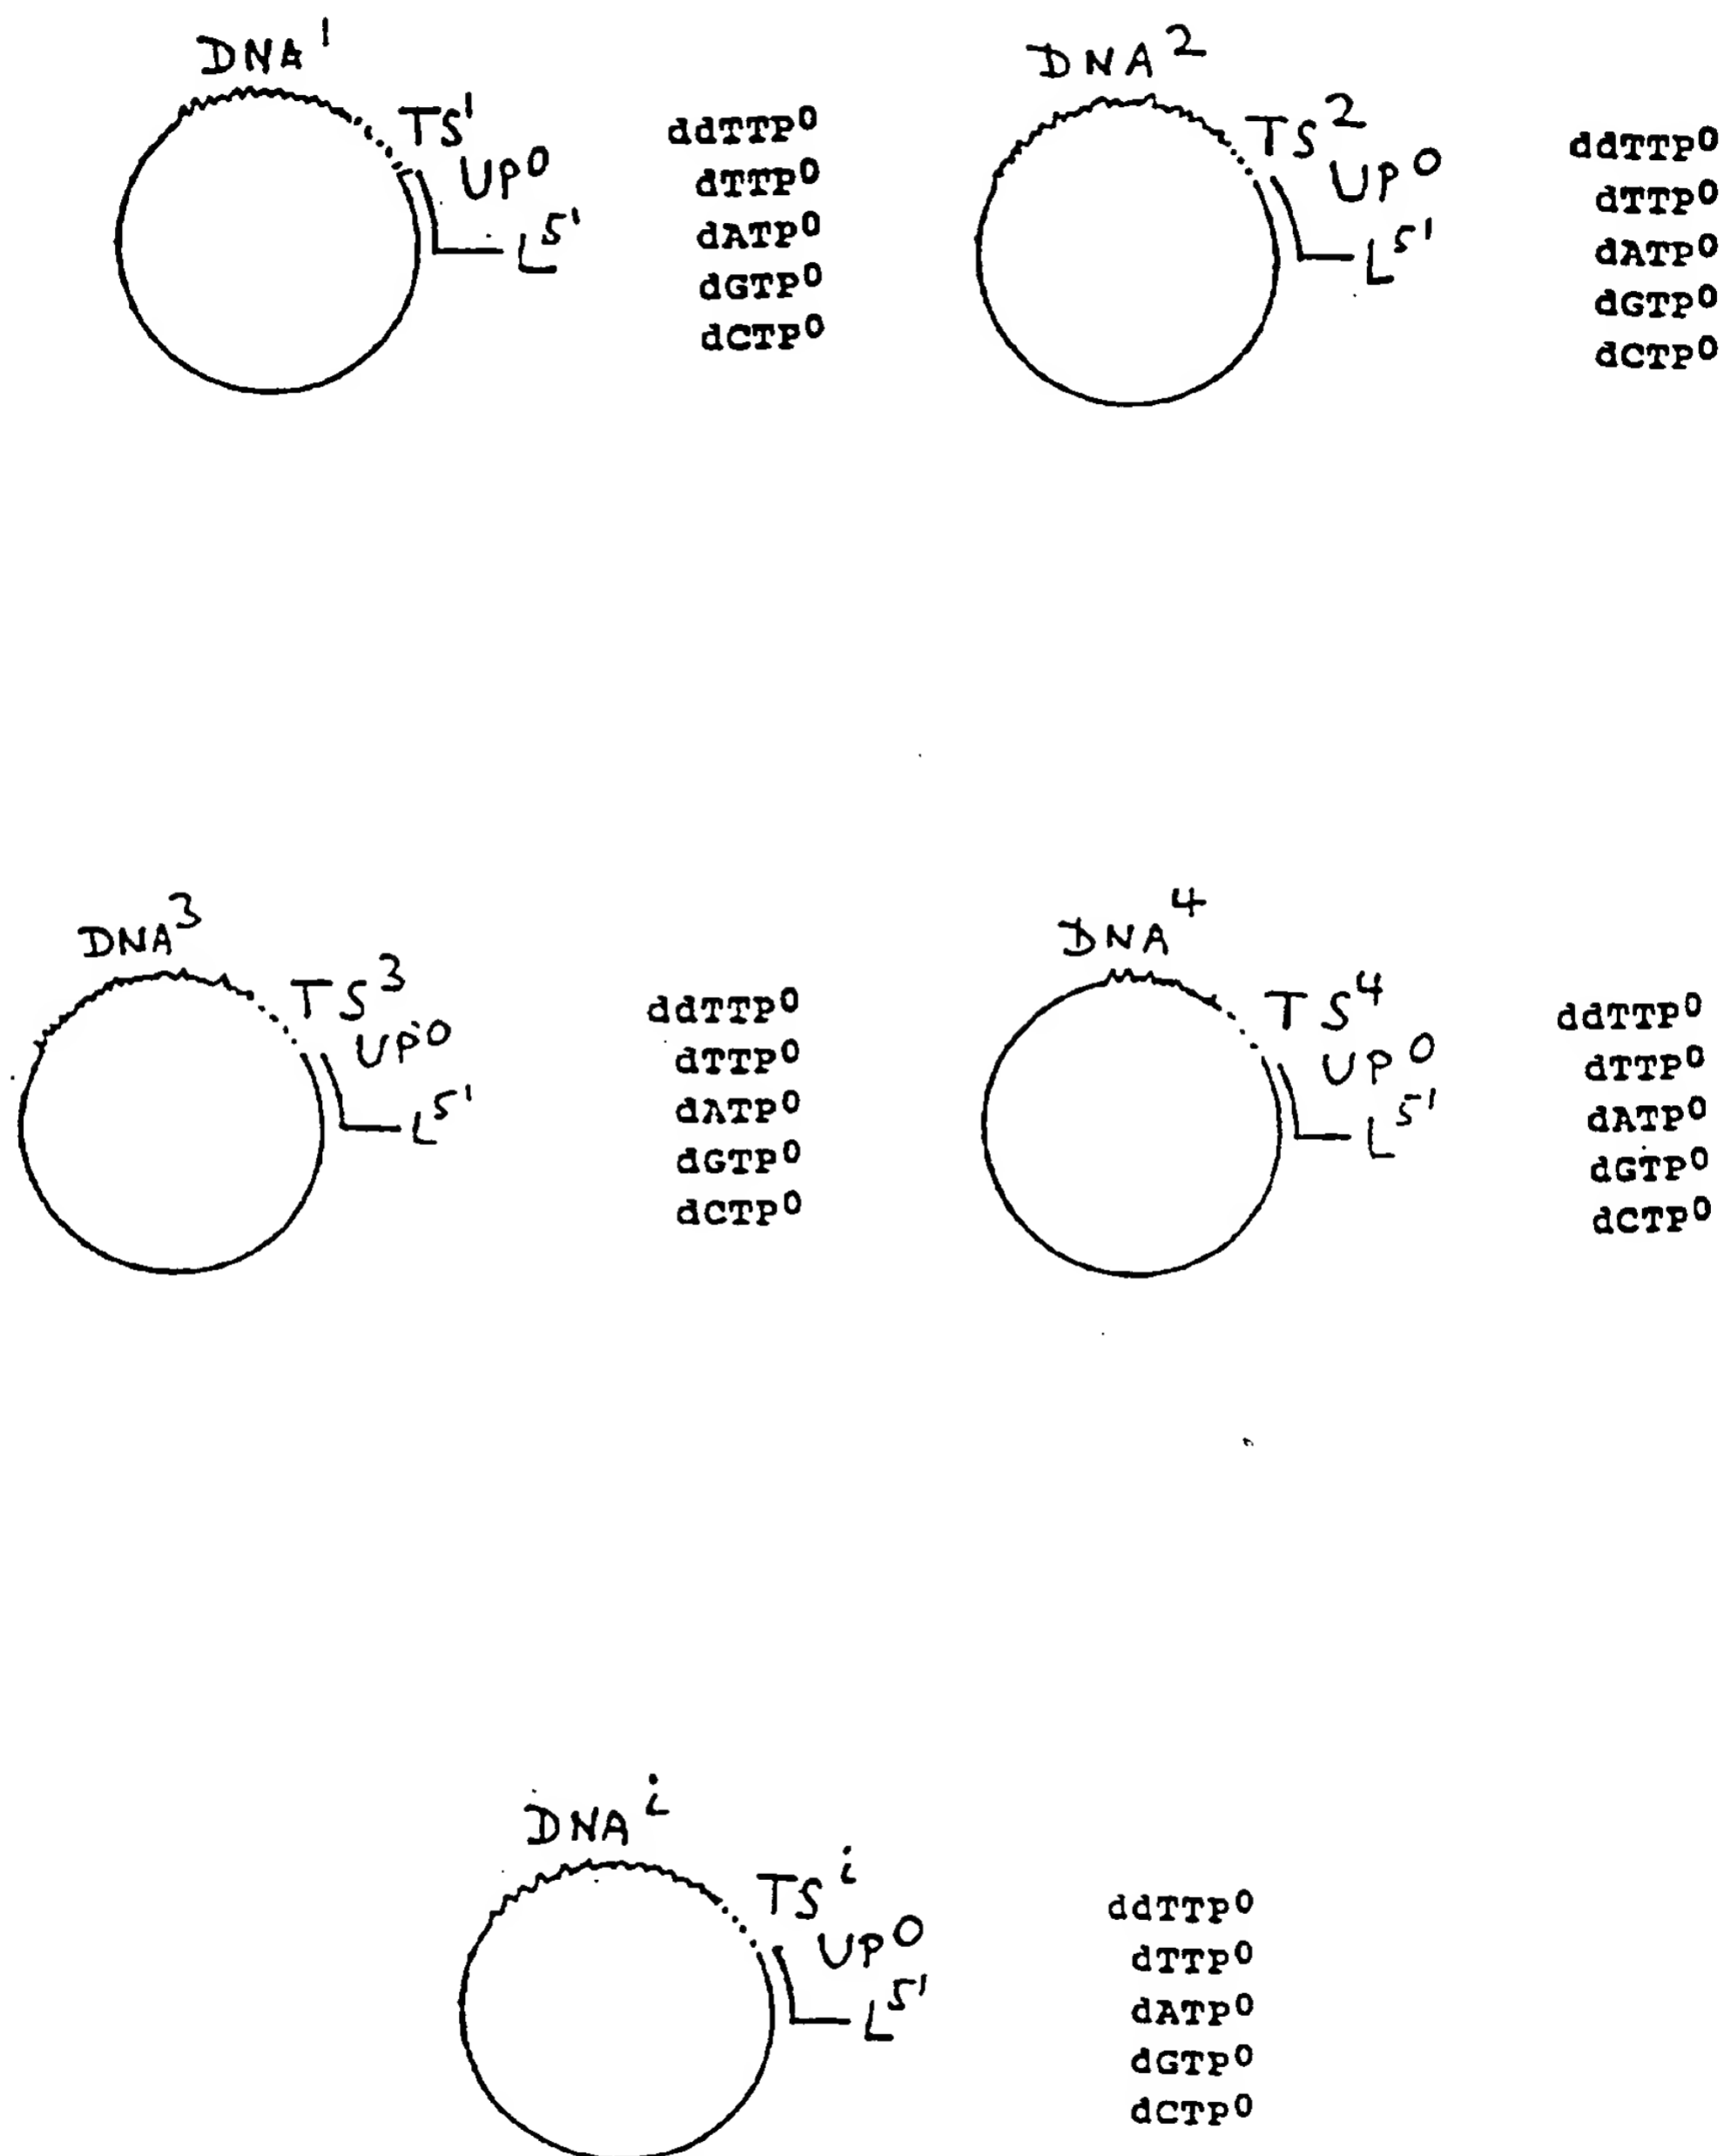 DNA¹
TS¹
UP⁰
L⁵'
ddTTP⁰
dTTP⁰
dATP⁰
dGTP⁰
dCTP⁰
DNA²
TS²
UP⁰
L⁵'
ddTTP⁰
dTTP⁰
dATP⁰
dGTP⁰
dCTP⁰
DNA³
TS³
UP⁰
L⁵'
ddTTP⁰
dTTP⁰
dATP⁰
dGTP⁰
dCTP⁰
DNA⁴
TS⁴
UP⁰
L⁵'
ddTTP⁰
dTTP⁰
dATP⁰
dGTP⁰
dCTP⁰
DNAⁱ
TSⁱ
UP⁰
L⁵'
ddTTP⁰
dTTP⁰
dATP⁰
dGTP⁰
dCTP⁰